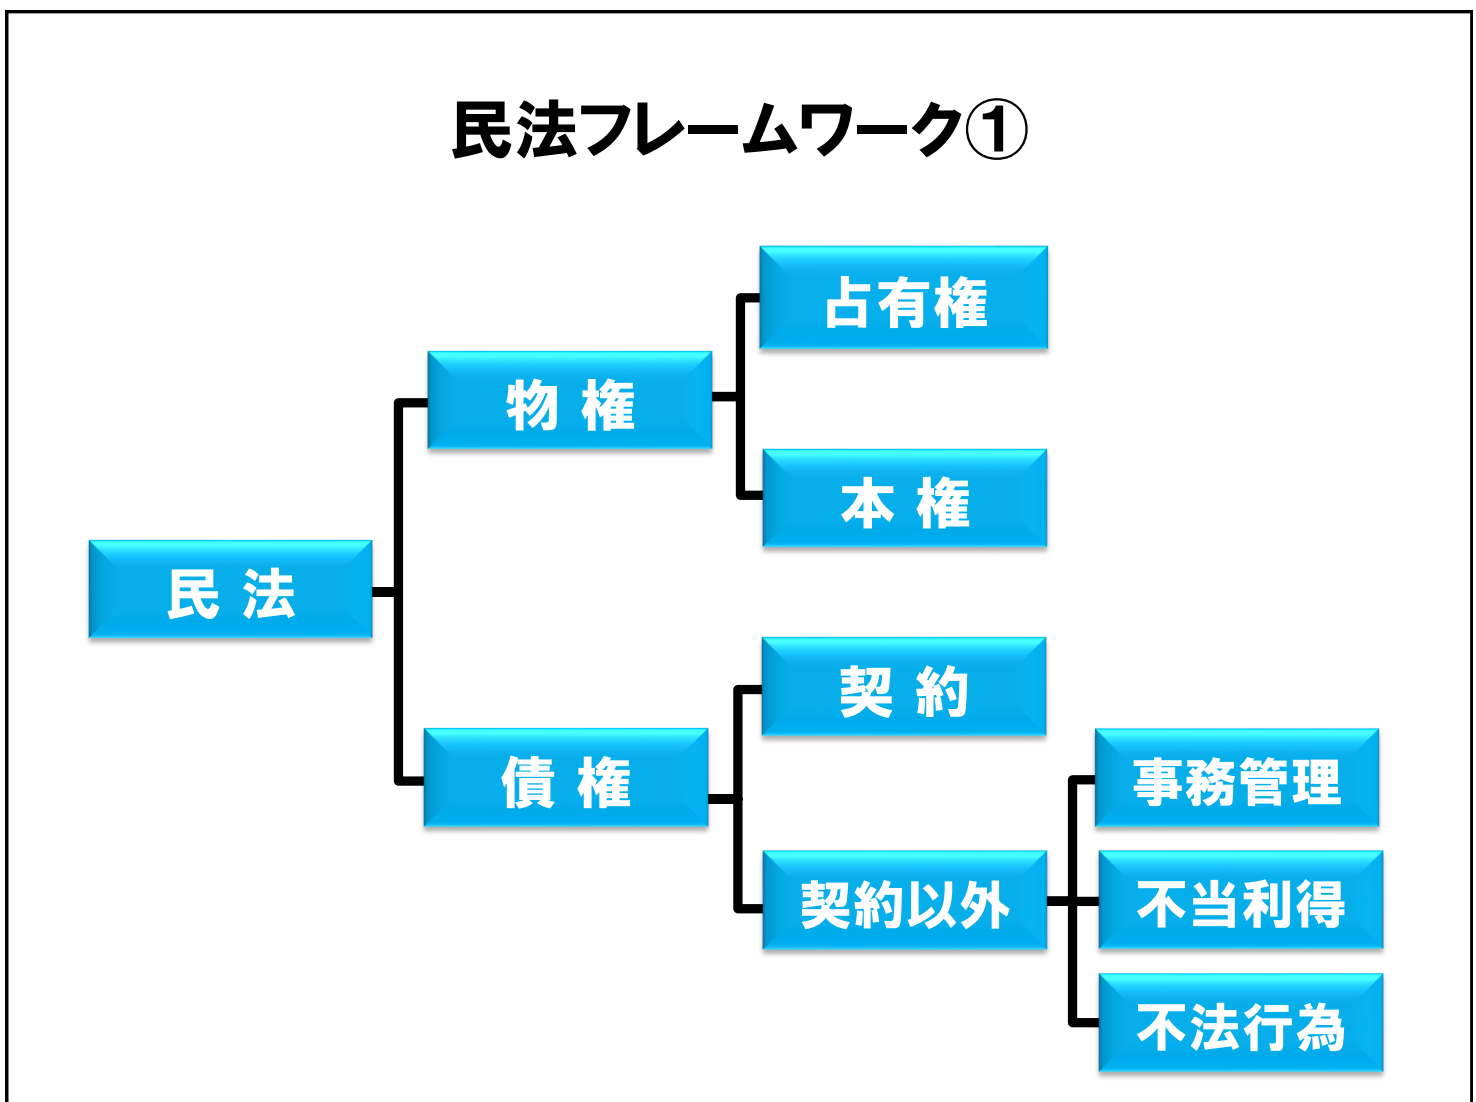 民法フレームワーク①
占有権
物 権
本 権
民 法
契 約
債 権
事務管理
契約以外
不当利得
不法行為